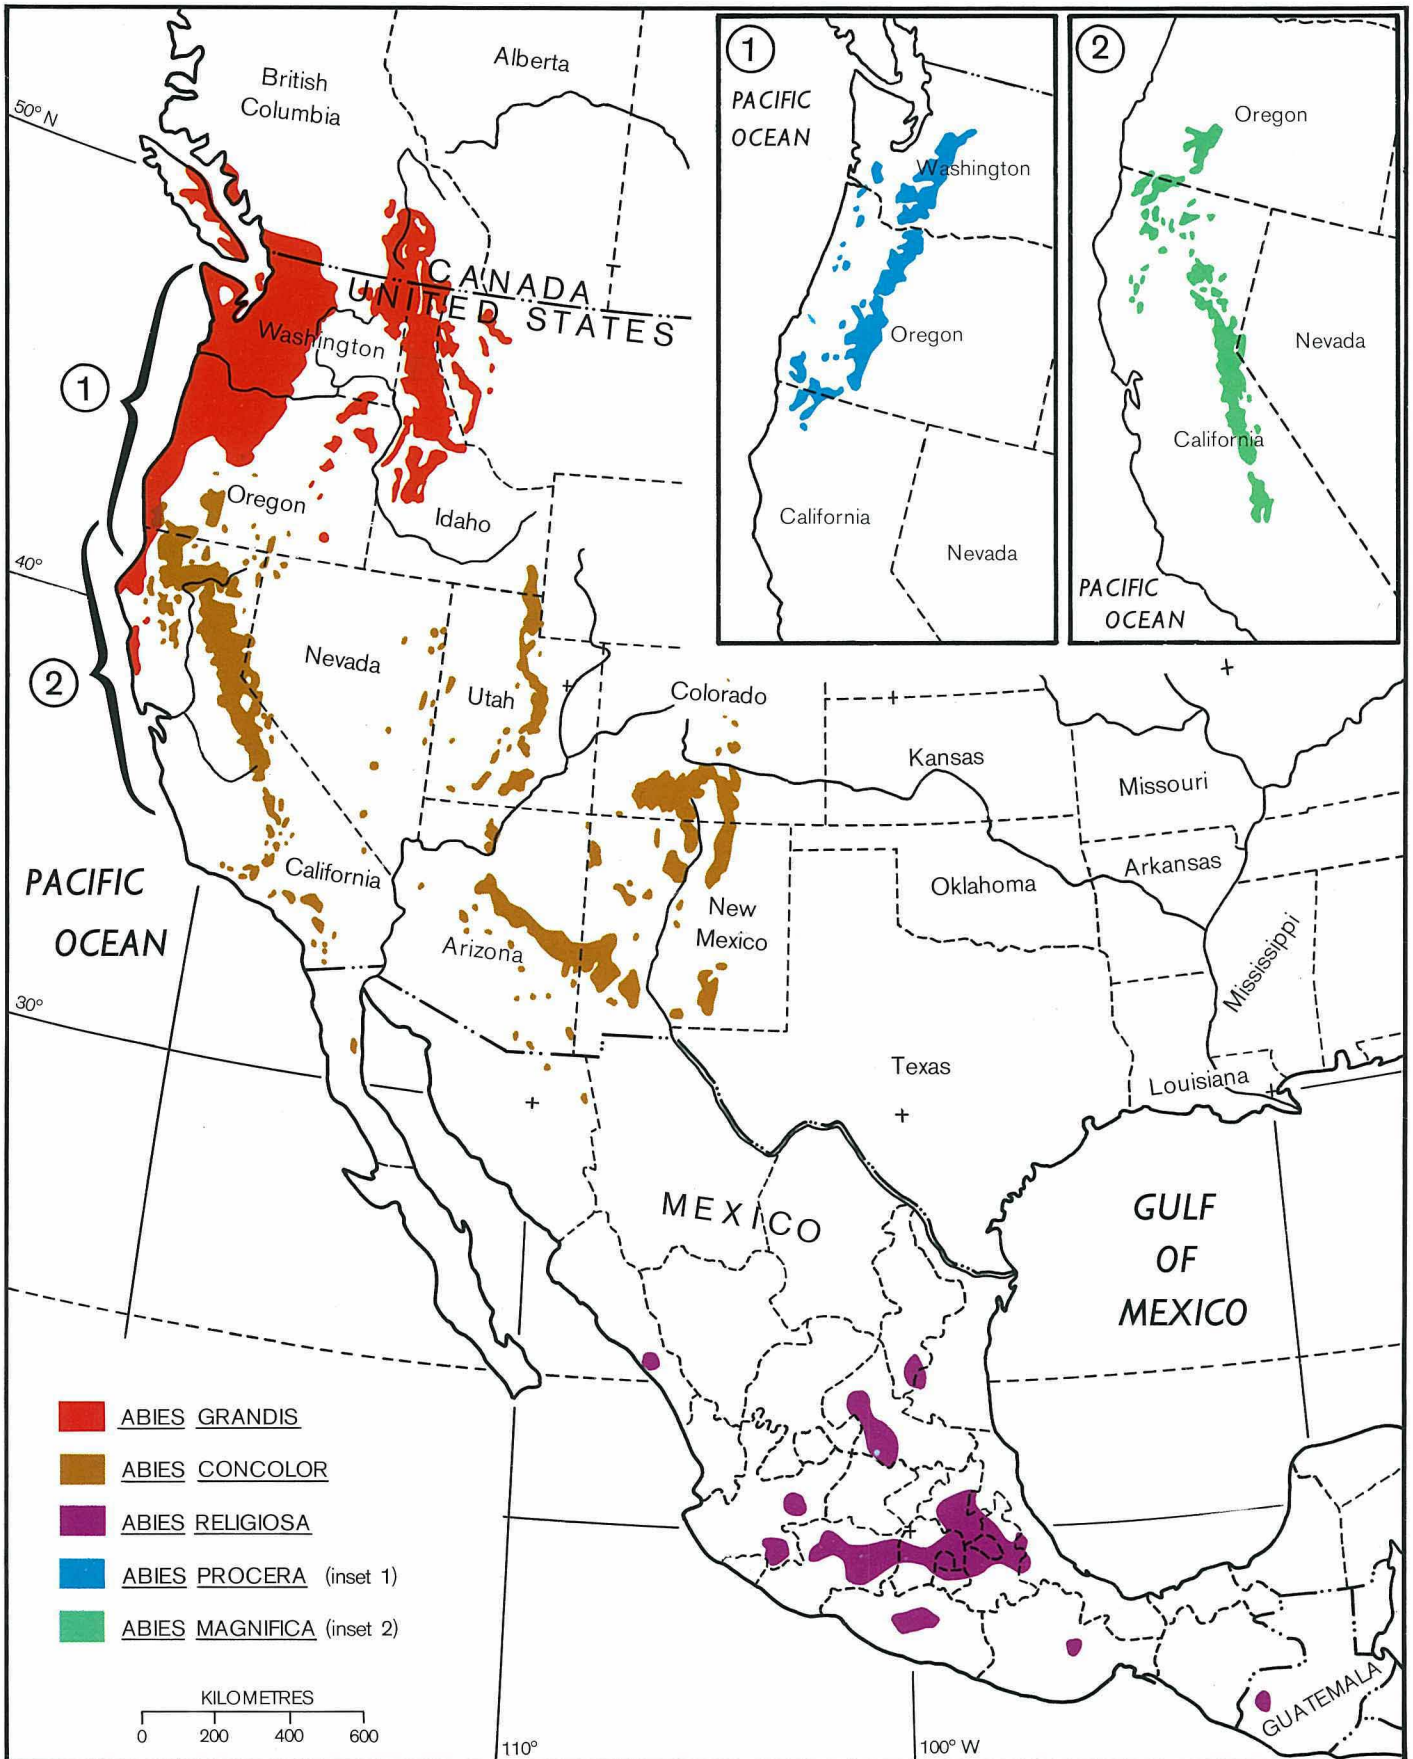 50° N
British
Columbia
Alberta
CANADA
UNITED STATES
Washington
1
Oregon
Idaho
40°
Nevada
Utah
2
Colorado
Kansas
Missouri
California
Arizona
New
Mexico
Oklahoma
Arkansas
Mississippi
PACIFIC
OCEAN
30°
Texas
Louisiana
MEXICO
GULF
OF
MEXICO
GUATEMALA
110°
100° W
1
PACIFIC
OCEAN
Washington
Oregon
California
Nevada
2
Oregon
Nevada
California
PACIFIC
OCEAN
ABIES GRANDIS
ABIES CONCOLOR
ABIES RELIGIOSA
ABIES PROCERA (inset 1)
ABIES MAGNIFICA (inset 2)
KILOMETRES
0 200 400 600